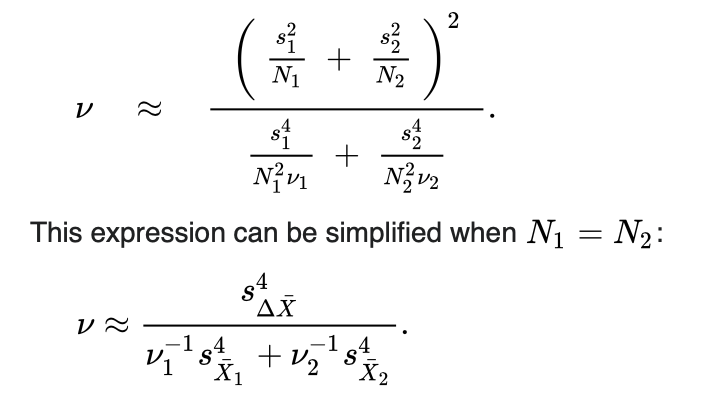 $$\nu \quad \approx \quad \frac{\left( \frac{s_1^2}{N_1} + \frac{s_2^2}{N_2} \right)^2}{\frac{s_1^4}{N_1^2 \nu_1} + \frac{s_2^4}{N_2^2 \nu_2}}.$$
This expression can be simplified when $N_1 = N_2$:
$$\nu \approx \frac{s_{\Delta \bar{X}}^4}{\nu_1^{-1} s_{\bar{X}_1}^4 + \nu_2^{-1} s_{\bar{X}_2}^4}.$$